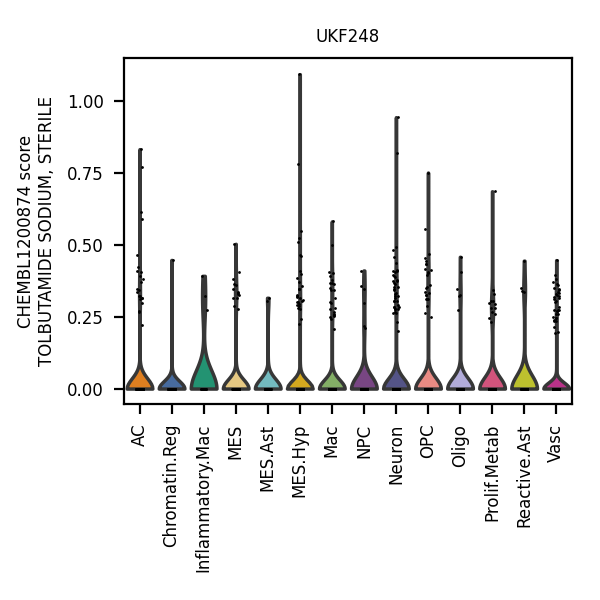 UKF248
CHEMBL1200874 score
TOLBUTAMIDE SODIUM, STERILE
1.00
0.75
0.50
0.25
0.00
AC
Chromatin.Reg
Inflammatory.Mac
MES
MES.Ast
MES.Hyp
Mac
NPC
Neuron
OPC
Oligo
Prolif.Metab
Reactive.Ast
Vasc